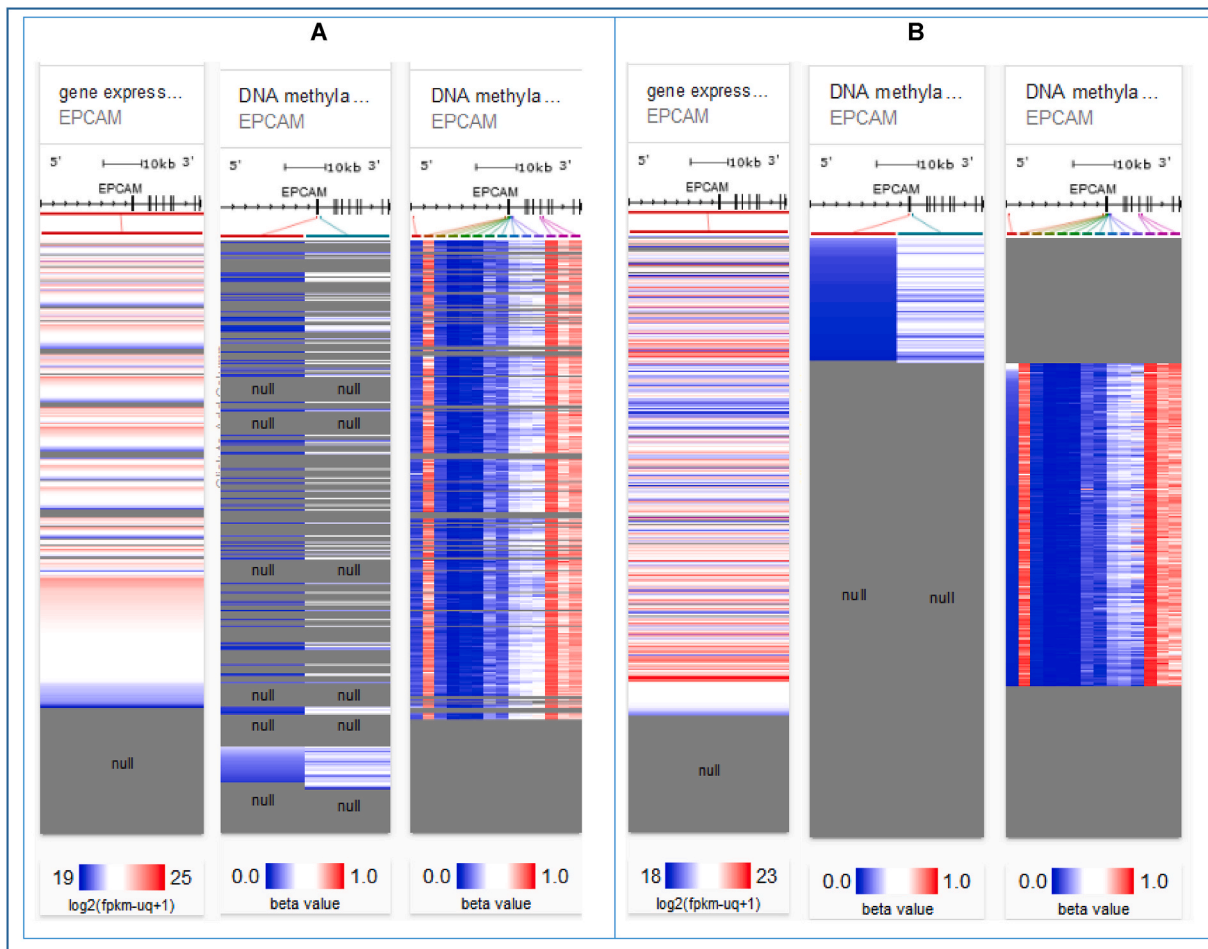 A
gene express...
EPCAM
5' 10kb 3'
EPCAM
null
19 25
log2(fpkm-uq+1)
DNA methyla ...
EPCAM
5' 10kb 3'
EPCAM
null null
null null
null null
null null
null null
null null
0.0 1.0
beta value
DNA methyla ...
EPCAM
5' 10kb 3'
EPCAM
0.0 1.0
beta value
B
gene express...
EPCAM
5' 10kb 3'
EPCAM
null
18 23
log2(fpkm-uq+1)
DNA methyla ...
EPCAM
5' 10kb 3'
EPCAM
null null
0.0 1.0
beta value
DNA methyla ...
EPCAM
5' 10kb 3'
EPCAM
0.0 1.0
beta value